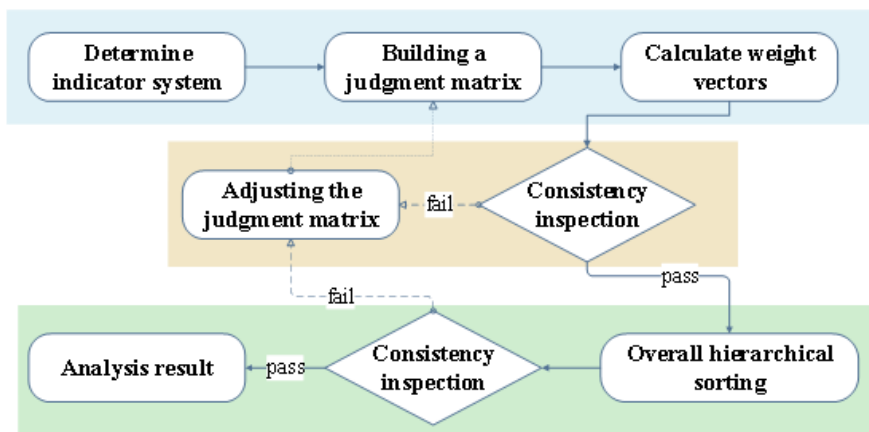 Determine
indicator system
Building a
judgment matrix
Calculate weight
vectors
Adjusting the
judgment matrix
fail
Consistency
inspection
pass
fail
Analysis result
pass
Consistency
inspection
Overall hierarchical
sorting